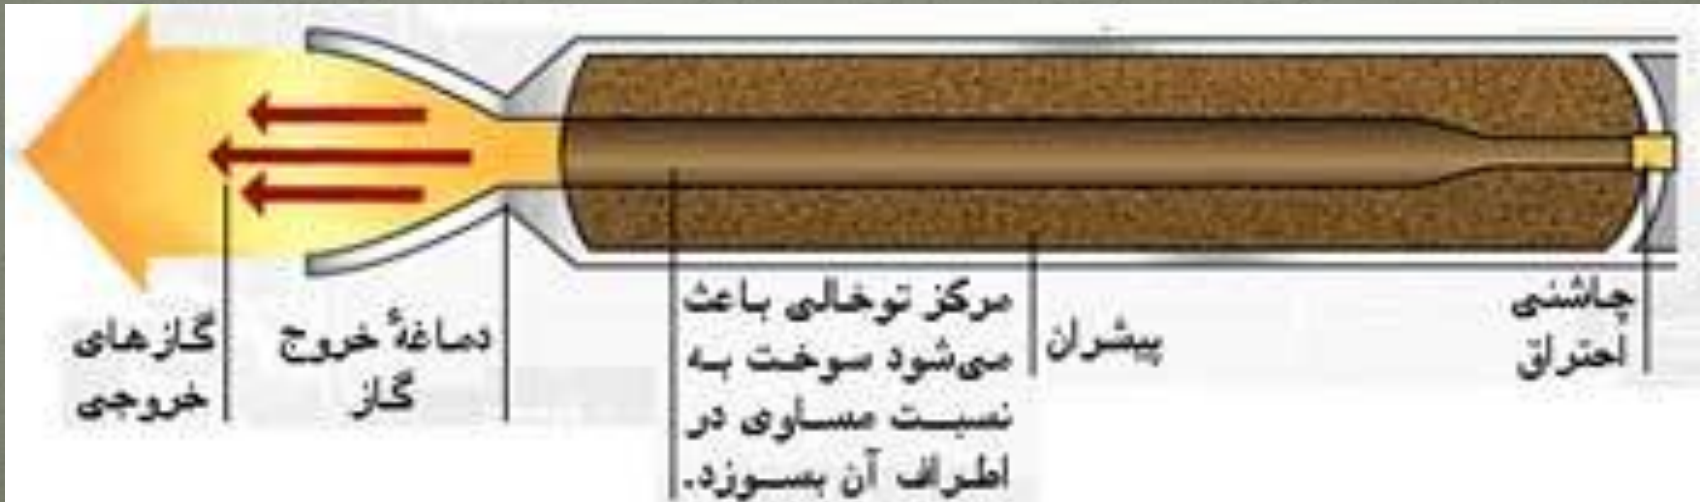 چاشنی
احتراق
پیشران
مرکز توخالی باعث
می‌شود سوخت به
نسبت مساوی در
اطراف آن بسوزد.
دماغهٔ خروج
گاز
گازهای
خروجی